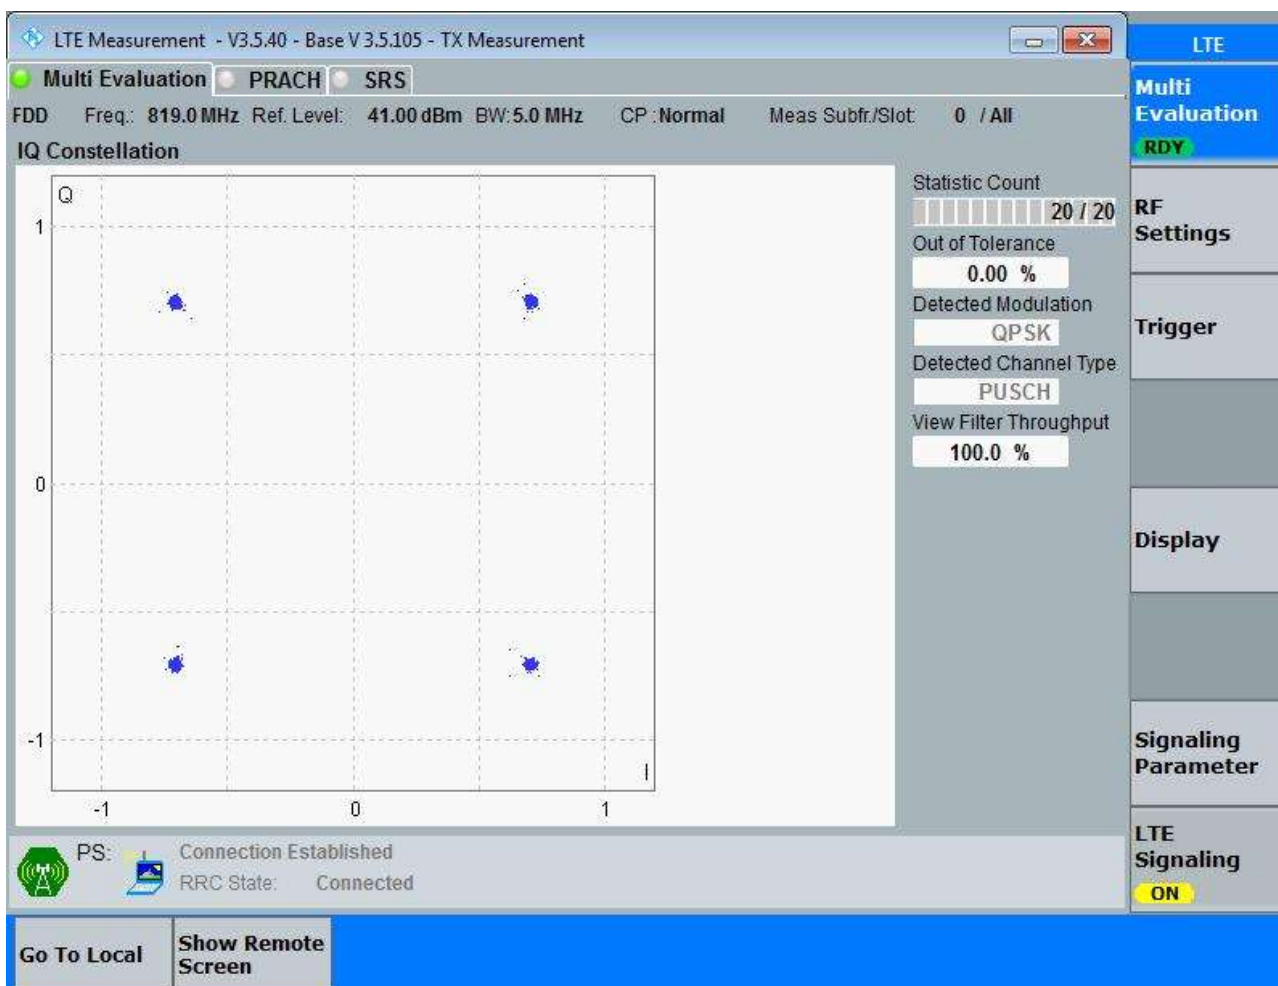 LTE Measurement - V3.5.40 - Base V 3.5.105 - TX Measurement
LTE
Multi Evaluation PRACH SRS
FDD Freq.: 819.0 MHz Ref. Level: 41.00 dBm BW: 5.0 MHz CP : Normal Meas Subfr./Slot: 0 / All
IQ Constellation
Q
1
0
-1
I
-1 0 1
Statistic Count
20 / 20
Out of Tolerance
0.00 %
Detected Modulation
QPSK
Detected Channel Type
PUSCH
View Filter Throughput
100.0 %
Multi
Evaluation
RDY
RF
Settings
Trigger
Display
Signaling
Parameter
LTE
Signaling
ON
PS: Connection Established
RRC State: Connected
Go To Local
Show Remote
Screen